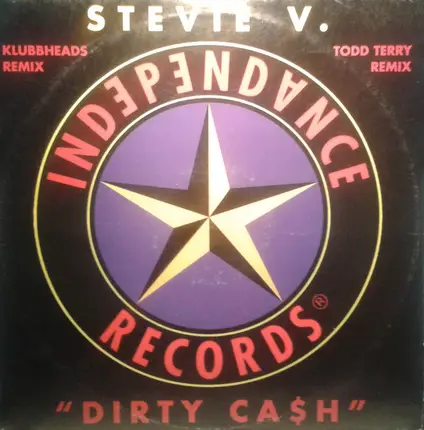 STEVIE V.
KLUBBHEADS
REMIX
TODD TERRY
REMIX
INDEPENDANCE
RECORDS®
"DIRTY CA$H"